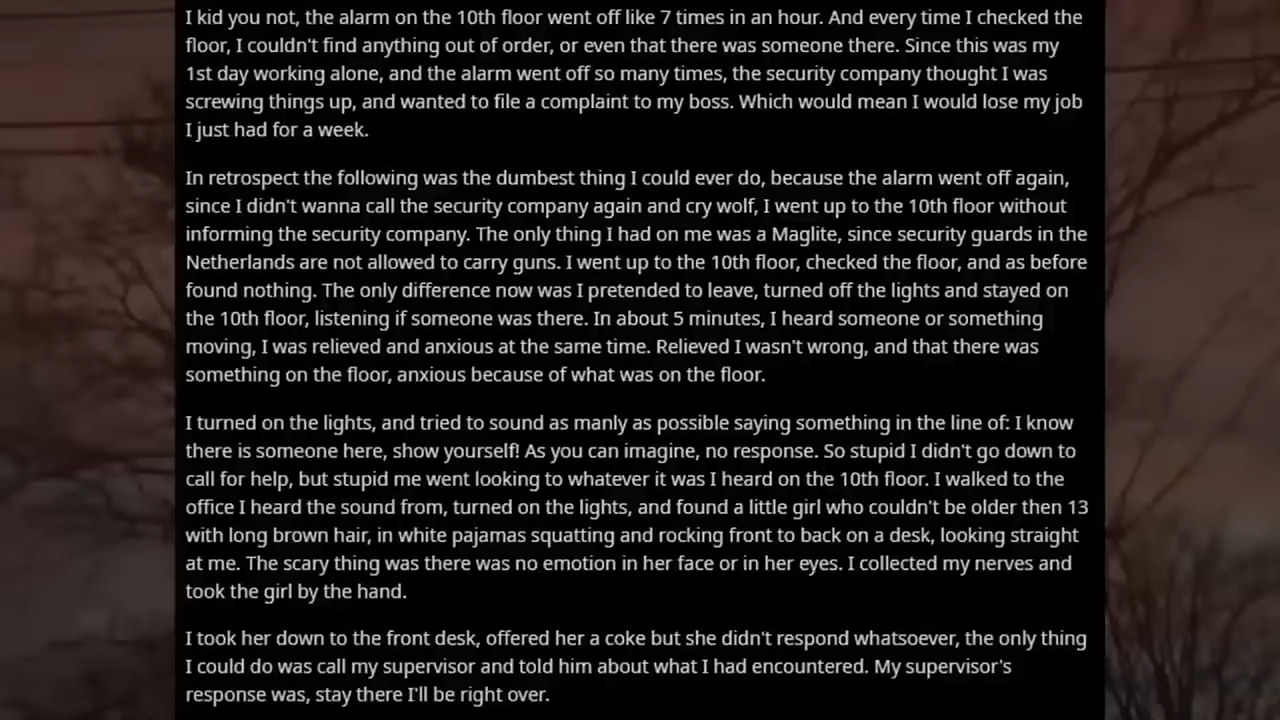 I kid you not, the alarm on the 10th floor went off like 7 times in an hour. And every time I checked the
floor, I couldn't find anything out of order, or even that there was someone there. Since this was my
1st day working alone, and the alarm went off so many times, the security company thought I was
screwing things up, and wanted to file a complaint to my boss. Which would mean I would lose my job
I just had for a week.
In retrospect the following was the dumbest thing I could ever do, because the alarm went off again,
since I didn't wanna call the security company again and cry wolf, I went up to the 10th floor without
informing the security company. The only thing I had on me was a Maglite, since security guards in the
Netherlands are not allowed to carry guns. I went up to the 10th floor, checked the floor, and as before
found nothing. The only difference now was I pretended to leave, turned off the lights and stayed on
the 10th floor, listening if someone was there. In about 5 minutes, I heard someone or something
moving, I was relieved and anxious at the same time. Relieved I wasn't wrong, and that there was
something on the floor, anxious because of what was on the floor.
I turned on the lights, and tried to sound as manly as possible saying something in the line of: I know
there is someone here, show yourself! As you can imagine, no response. So stupid I didn't go down to
call for help, but stupid me went looking to whatever it was I heard on the 10th floor. I walked to the
office I heard the sound from, turned on the lights, and found a little girl who couldn't be older then 13
with long brown hair, in white pajamas squatting and rocking front to back on a desk, looking straight
at me. The scary thing was there was no emotion in her face or in her eyes. I collected my nerves and
took the girl by the hand.
I took her down to the front desk, offered her a coke but she didn't respond whatsoever, the only thing
I could do was call my supervisor and told him about what I had encountered. My supervisor's
response was, stay there I'll be right over.